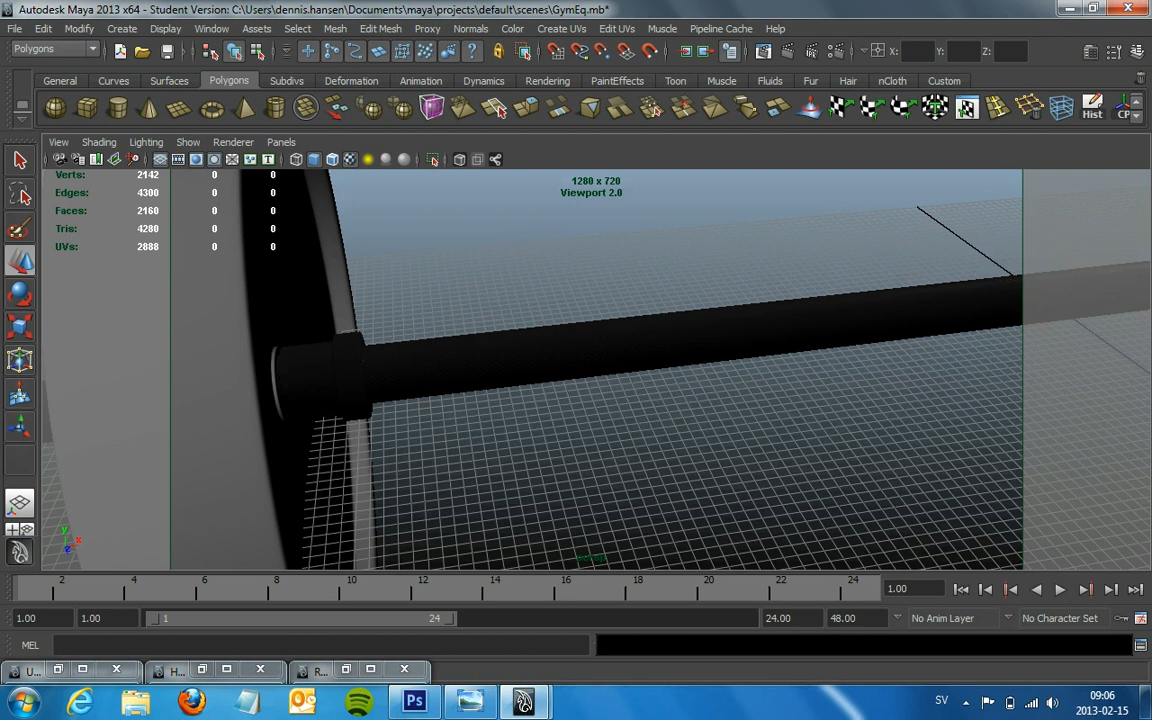 Autodesk Maya 2013 x64 - Student Version: C:\Users\dennis.hansen\Documents\maya\projects\default\scenes\GymEq.mb*
File Edit Modify Create Display Window Assets Select Mesh Edit Mesh Proxy Normals Color Create UVs Edit UVs Muscle Pipeline Cache Help
Polygons X: Y: Z:
General Curves Surfaces Polygons Subdivs Deformation Animation Dynamics Rendering PaintEffects Toon Muscle Fluids Fur Hair nCloth Custom
Hist CP
View Shading Lighting Show Renderer Panels
Verts: 2142 0 0
Edges: 4300 0 0
Faces: 2160 0 0
Tris: 4280 0 0
UVs: 2888 0 0
1280 x 720
Viewport 2.0
y
x
z
persp
2 4 6 8 10 12 14 16 18 20 22 24 1.00
1.00 1.00 1 24 24.00 48.00 No Anim Layer No Character Set
MEL
U... H... R...
Ps SV 09:06
2013-02-15